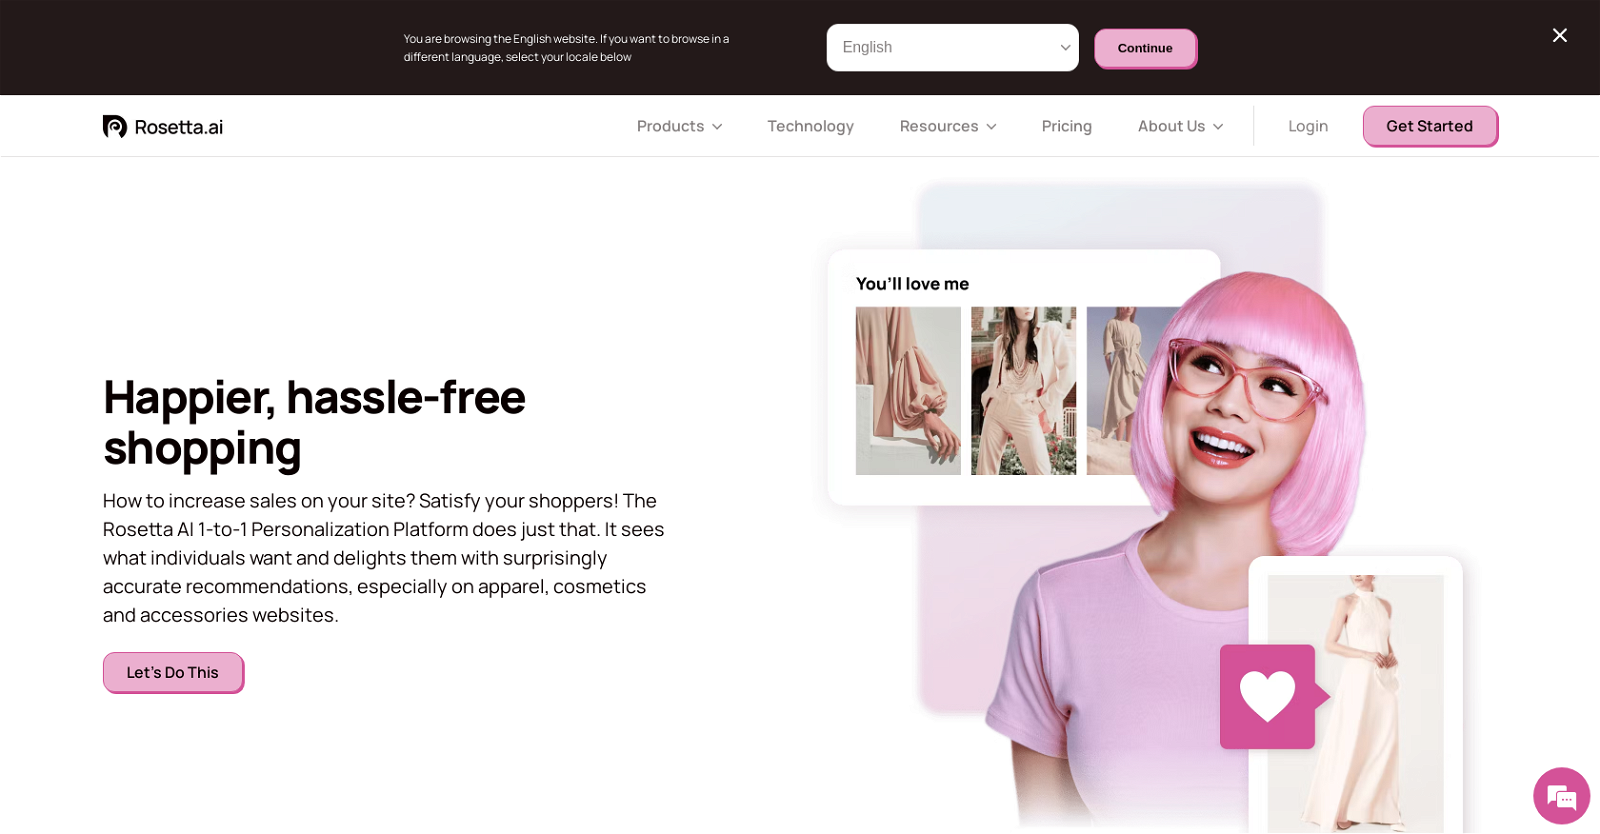 You are browsing the English website. If you want to browse in a
different language, select your locale below
English
Continue
Rosetta.ai
Products
Technology
Resources
Pricing
About Us
Login
Get Started
You'll love me
Happier, hassle-free
shopping
How to increase sales on your site? Satisfy your shoppers! The
Rosetta AI 1-to-1 Personalization Platform does just that. It sees
what individuals want and delights them with surprisingly
accurate recommendations, especially on apparel, cosmetics
and accessories websites.
Let's Do This